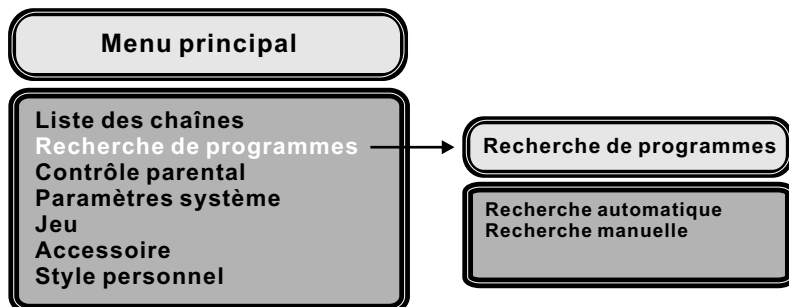 Menu principal
Liste des chaînes
Recherche de programmes
Contrôle parental
Paramètres système
Jeu
Accessoire
Style personnel
Recherche de programmes
Recherche automatique
Recherche manuelle